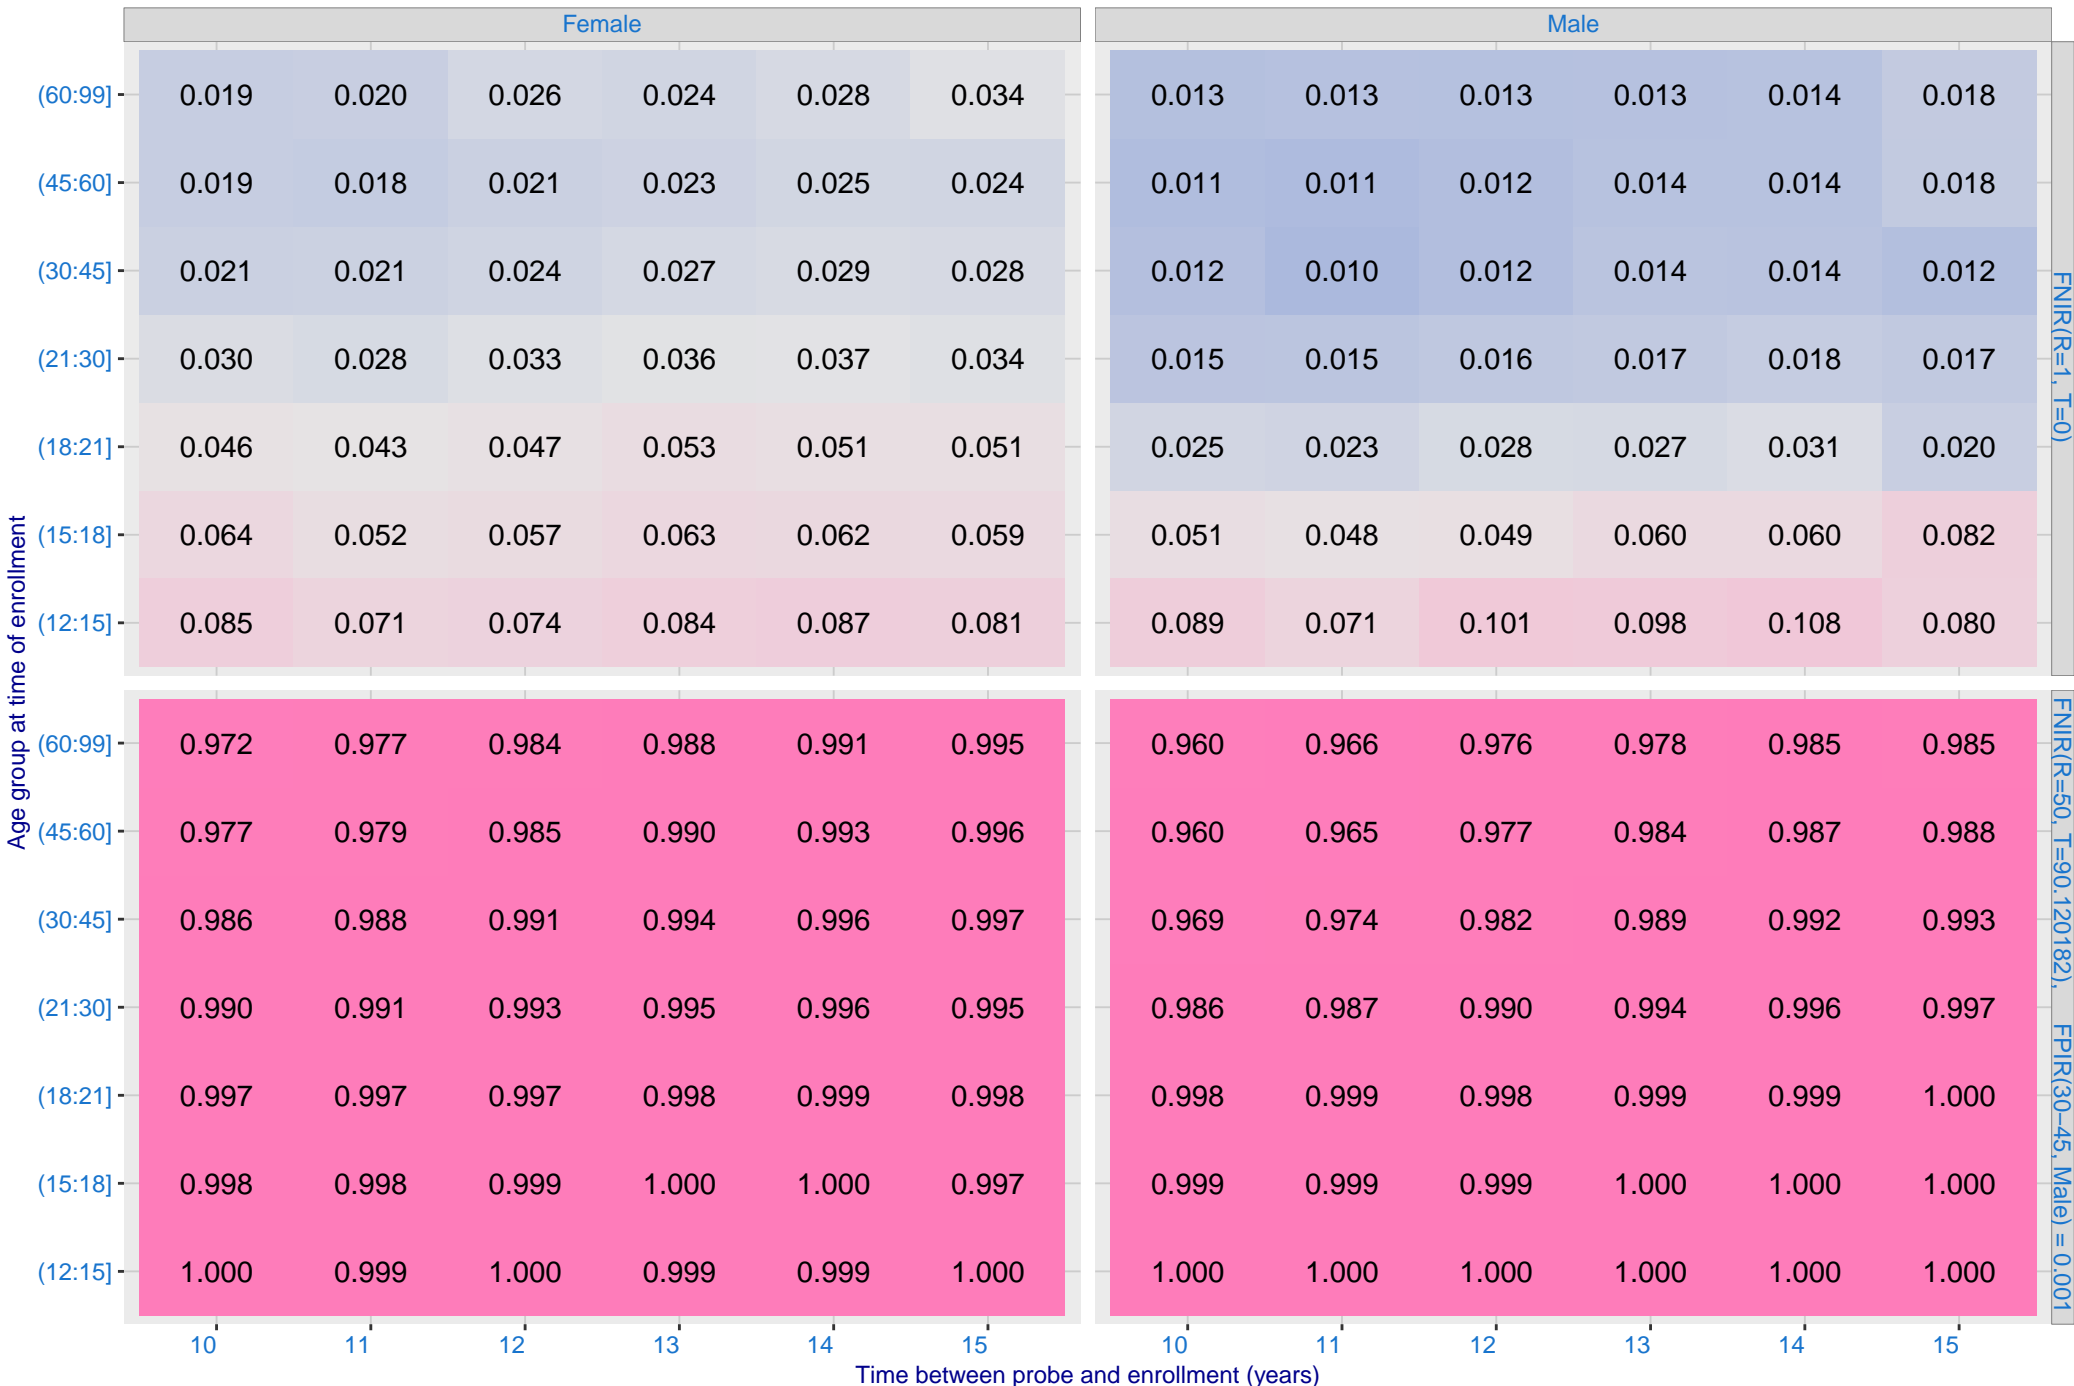 Female Male
(60:99] 0.019 0.020 0.026 0.024 0.028 0.034 0.013 0.013 0.013 0.013 0.014 0.018
(45:60] 0.019 0.018 0.021 0.023 0.025 0.024 0.011 0.011 0.012 0.014 0.014 0.018
(30:45] 0.021 0.021 0.024 0.027 0.029 0.028 0.012 0.010 0.012 0.014 0.014 0.012
(21:30] 0.030 0.028 0.033 0.036 0.037 0.034 0.015 0.015 0.016 0.017 0.018 0.017
(18:21] 0.046 0.043 0.047 0.053 0.051 0.051 0.025 0.023 0.028 0.027 0.031 0.020
(15:18] 0.064 0.052 0.057 0.063 0.062 0.059 0.051 0.048 0.049 0.060 0.060 0.082
(12:15] 0.085 0.071 0.074 0.084 0.087 0.081 0.089 0.071 0.101 0.098 0.108 0.080
FNIR(R=1, T=0)
(60:99] 0.972 0.977 0.984 0.988 0.991 0.995 0.960 0.966 0.976 0.978 0.985 0.985
(45:60] 0.977 0.979 0.985 0.990 0.993 0.996 0.960 0.965 0.977 0.984 0.987 0.988
(30:45] 0.986 0.988 0.991 0.994 0.996 0.997 0.969 0.974 0.982 0.989 0.992 0.993
(21:30] 0.990 0.991 0.993 0.995 0.996 0.995 0.986 0.987 0.990 0.994 0.996 0.997
(18:21] 0.997 0.997 0.997 0.998 0.999 0.998 0.998 0.999 0.998 0.999 0.999 1.000
(15:18] 0.998 0.998 0.999 1.000 1.000 0.997 0.999 0.999 0.999 1.000 1.000 1.000
(12:15] 1.000 0.999 1.000 0.999 0.999 1.000 1.000 1.000 1.000 1.000 1.000 1.000
FNIR(R=50, T=90.120182), FPIR(30−45, Male) = 0.001
10 11 12 13 14 15 10 11 12 13 14 15
Time between probe and enrollment (years)
Age group at time of enrollment